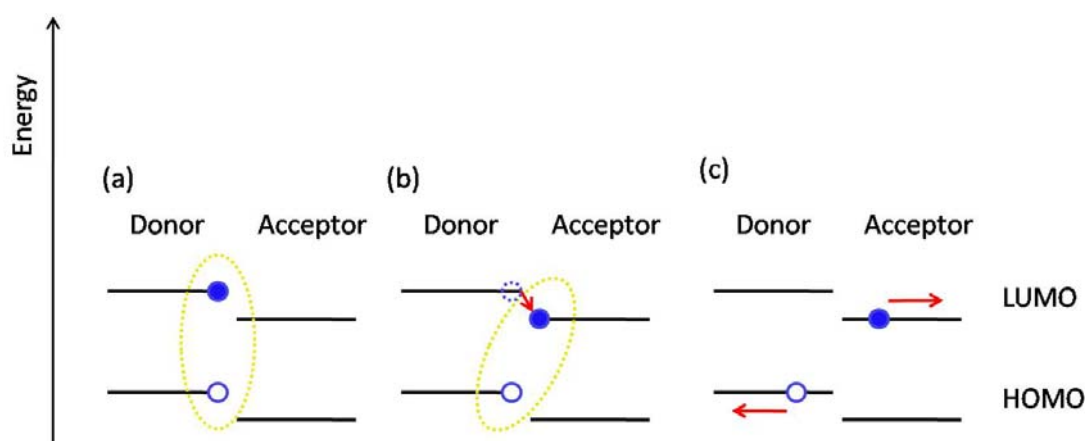 Energy
(a)
(b)
(c)
Donor Acceptor
Donor Acceptor
Donor Acceptor
LUMO
HOMO